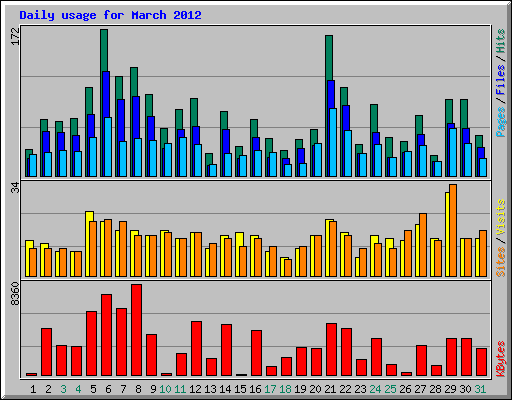 Daily usage for March 2012
172
34
8360
Pages / Files / Hits
Sites / Visits
KBytes
1 2 3 4 5 6 7 8 9 10 11 12 13 14 15 16 17 18 19 20 21 22 23 24 25 26 27 28 29 30 31